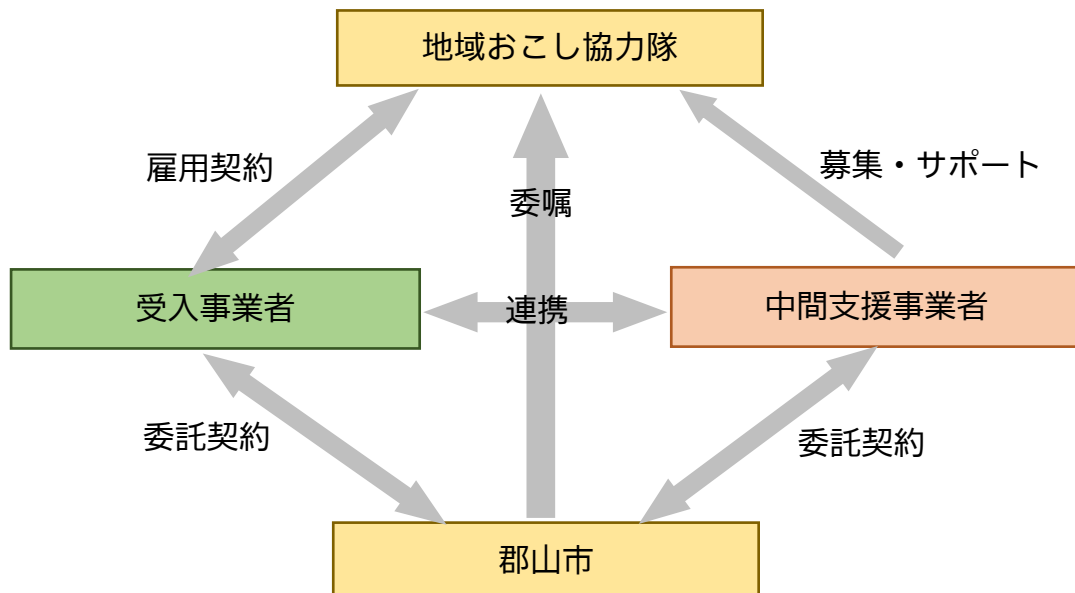 地域おこし協力隊
雇用契約
募集・サポート
委嘱
受入事業者
連携
中間支援事業者
委託契約
委託契約
郡山市